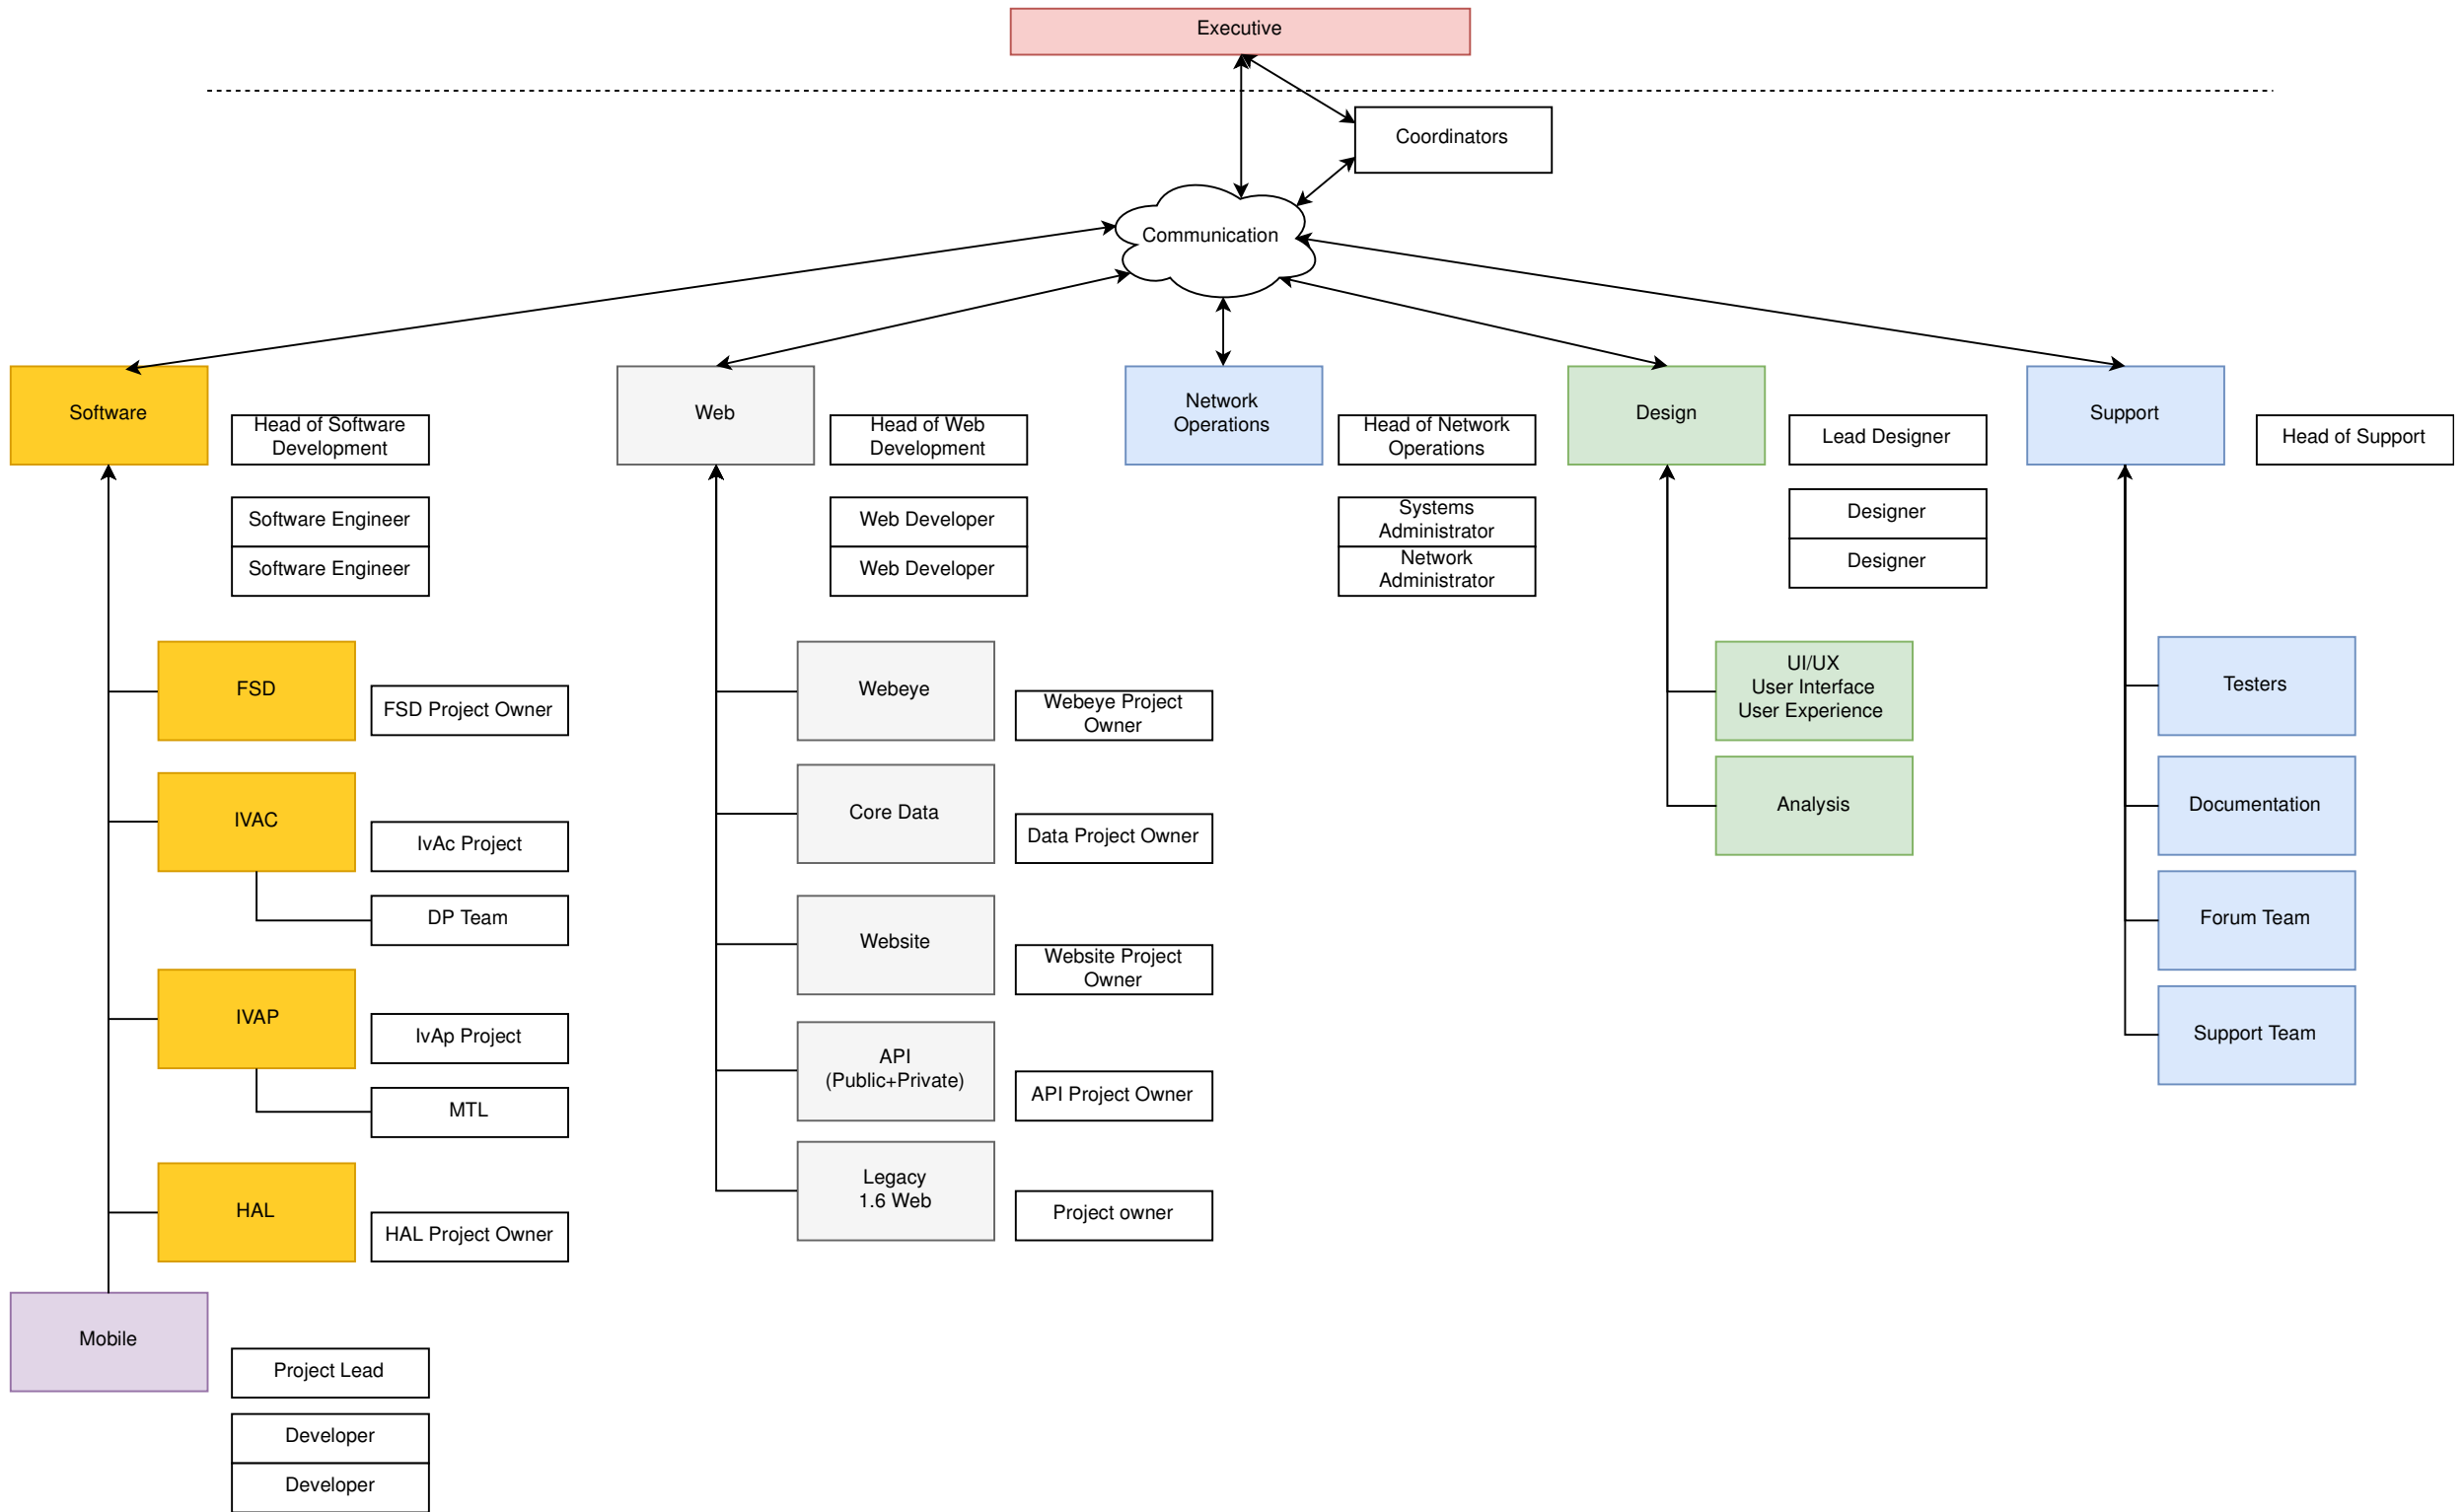 Executive
Coordinators
Communication
Software
Head of Software
Development
Software Engineer
Software Engineer
FSD
FSD Project Owner
IVAC
IvAc Project
DP Team
IVAP
IvAp Project
MTL
HAL
HAL Project Owner
Mobile
Project Lead
Developer
Developer
Web
Head of Web
Development
Web Developer
Web Developer
Webeye
Webeye Project
Owner
Core Data
Data Project Owner
Website
Website Project
Owner
API
(Public+Private)
API Project Owner
Legacy
1.6 Web
Project owner
Network
Operations
Head of Network
Operations
Systems
Administrator
Network
Administrator
Design
Lead Designer
Designer
Designer
UI/UX
User Interface
User Experience
Analysis
Support
Head of Support
Testers
Documentation
Forum Team
Support Team